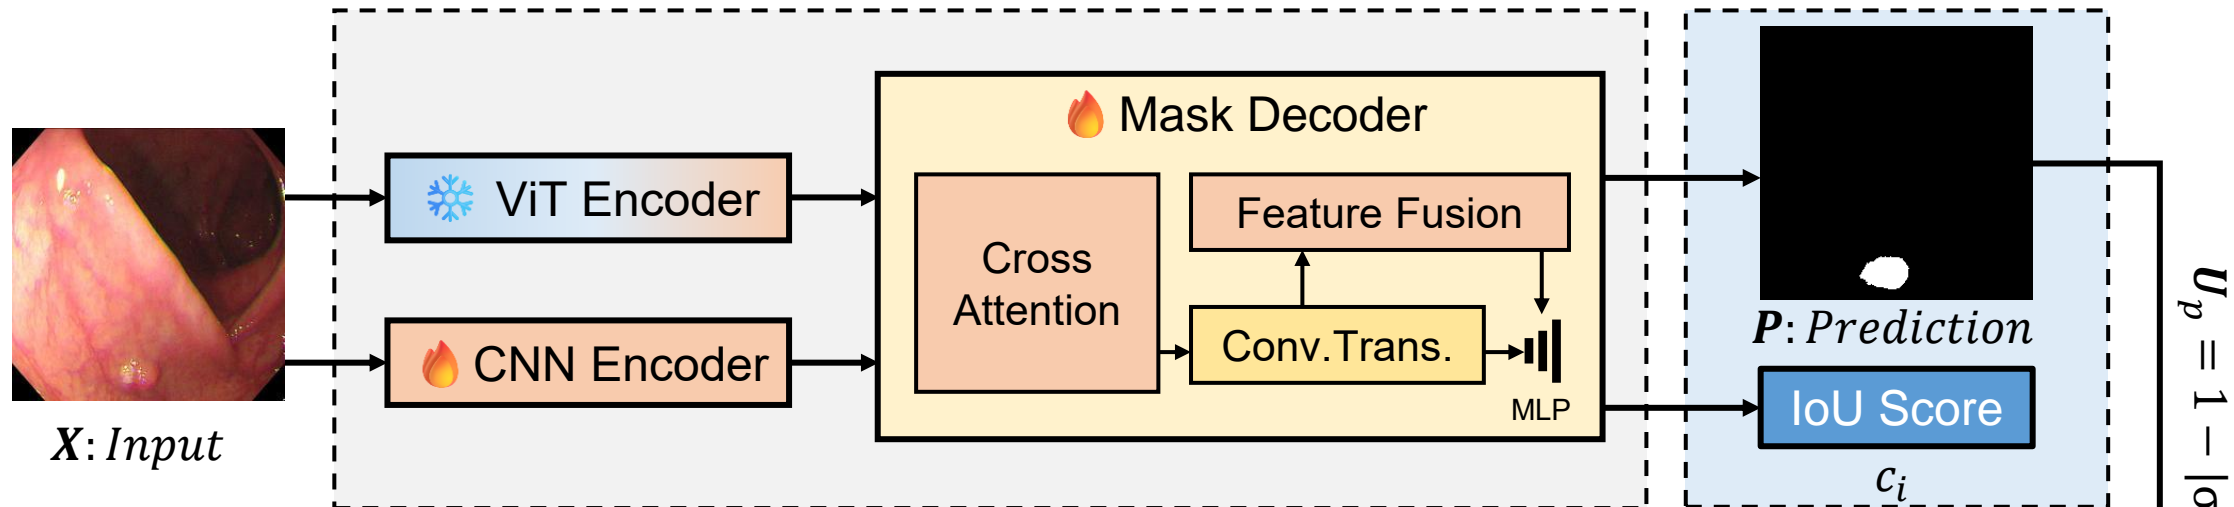 X: Input
ViT Encoder
CNN Encoder
Mask Decoder
Cross
Attention
Feature Fusion
Conv.Trans.
MLP
P: Prediction
IoU Score
c_i
U_p = 1 − |σ